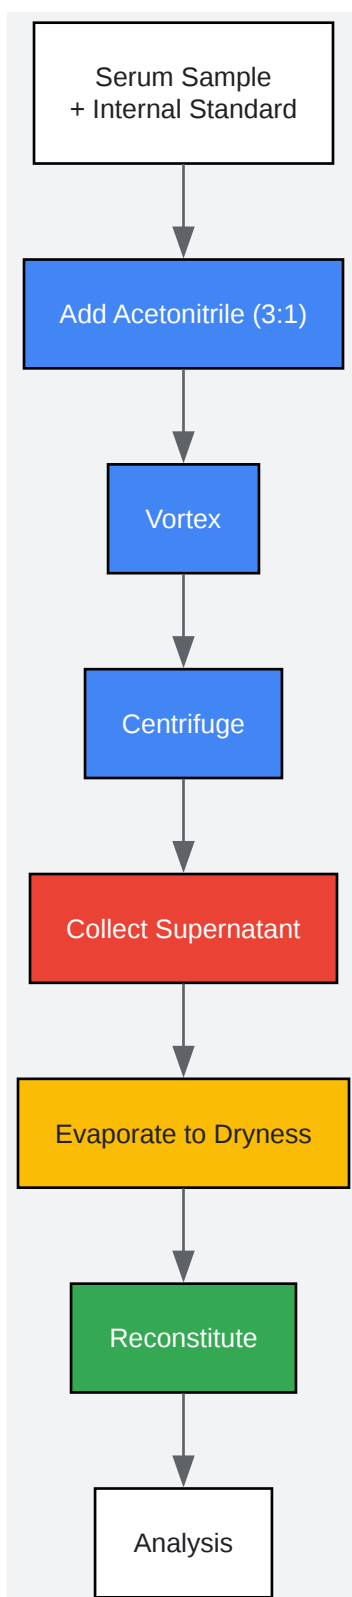 Serum Sample
+ Internal Standard
Add Acetonitrile (3:1)
Vortex
Centrifuge
Collect Supernatant
Evaporate to Dryness
Reconstitute
Analysis